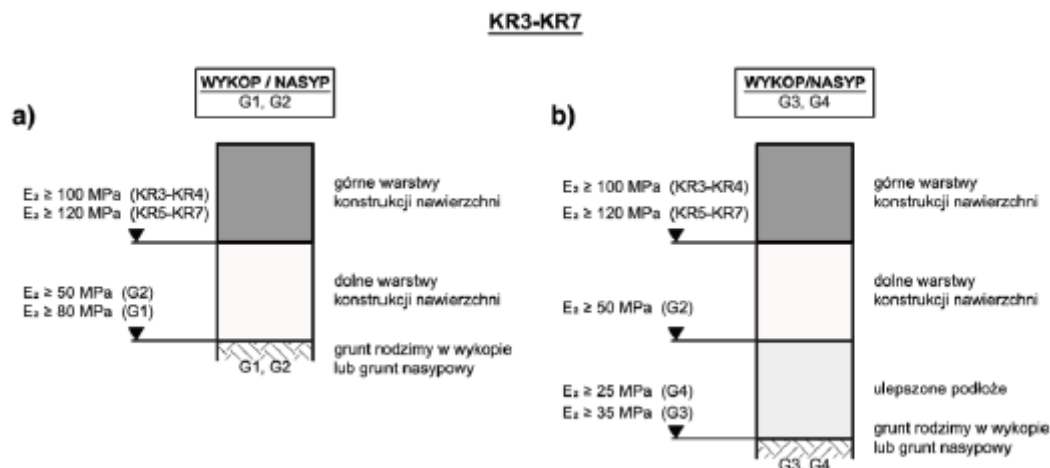 KR3-KR7
WYKOP / NASYP
G1, G2
a)
E₂ ≥ 100 MPa (KR3-KR4)
E₂ ≥ 120 MPa (KR5-KR7)
górne warstwy
konstrukcji nawierzchni
E₂ ≥ 50 MPa (G2)
E₂ ≥ 80 MPa (G1)
dolne warstwy
konstrukcji nawierzchni
grunt rodzimy w wykopie
lub grunt nasypowy
G1, G2
WYKOP/NASYP
G3, G4
b)
E₂ ≥ 100 MPa (KR3-KR4)
E₂ ≥ 120 MPa (KR5-KR7)
górne warstwy
konstrukcji nawierzchni
E₂ ≥ 50 MPa (G2)
dolne warstwy
konstrukcji nawierzchni
E₂ ≥ 25 MPa (G4)
E₂ ≥ 35 MPa (G3)
ulepszone podłoże
grunt rodzimy w wykopie
lub grunt nasypowy
G3, G4